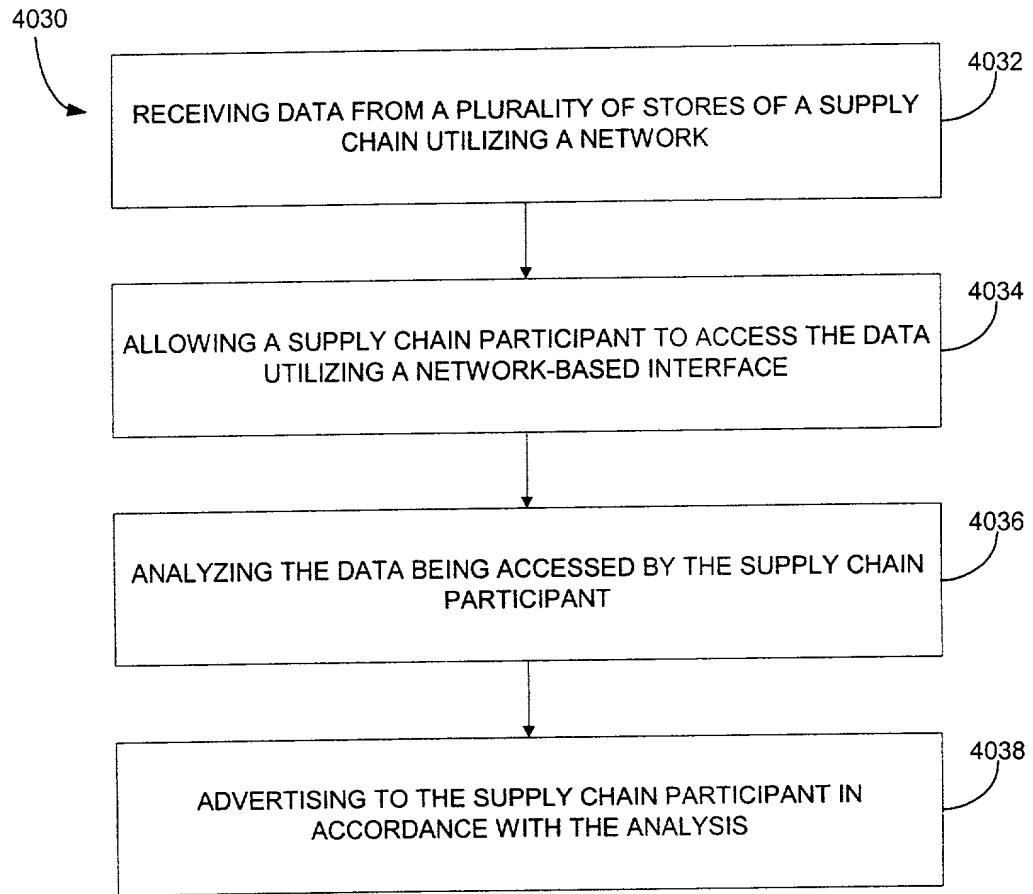 4030
4032
RECEIVING DATA FROM A PLURALITY OF STORES OF A SUPPLY
CHAIN UTILIZING A NETWORK
4034
ALLOWING A SUPPLY CHAIN PARTICIPANT TO ACCESS THE DATA
UTILIZING A NETWORK-BASED INTERFACE
4036
ANALYZING THE DATA BEING ACCESSED BY THE SUPPLY CHAIN
PARTICIPANT
4038
ADVERTISING TO THE SUPPLY CHAIN PARTICIPANT IN
ACCORDANCE WITH THE ANALYSIS